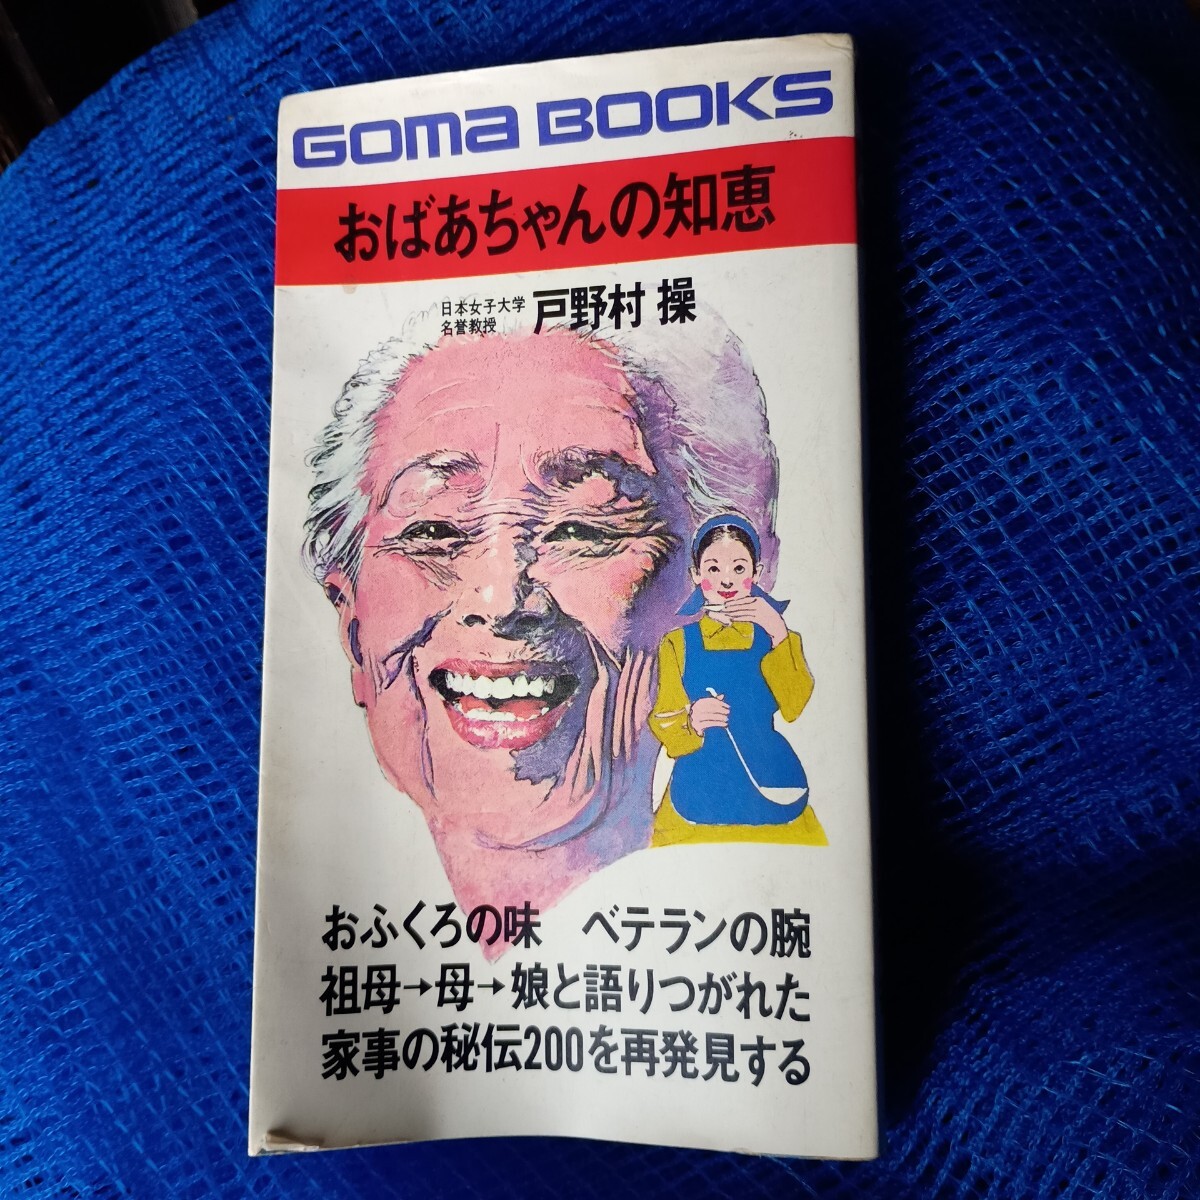 GOMA BOOKS
おばあちゃんの知恵
日本女子大学
名誉教授
戸野村 操
おふくろの味　ベテランの腕
祖母→母→娘と語りつがれた
家事の秘伝200を再発見する